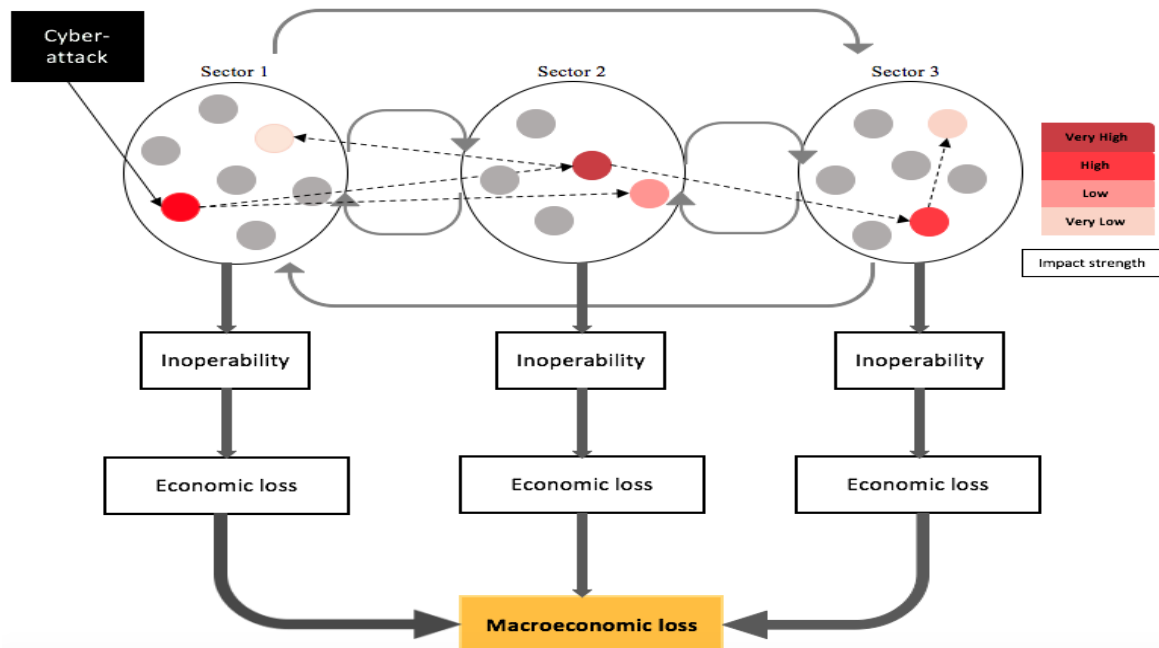 Cyber-
attack
Sector 1
Sector 2
Sector 3
Very High
High
Low
Very Low
Impact strength
Inoperability
Inoperability
Inoperability
Economic loss
Economic loss
Economic loss
Macroeconomic loss